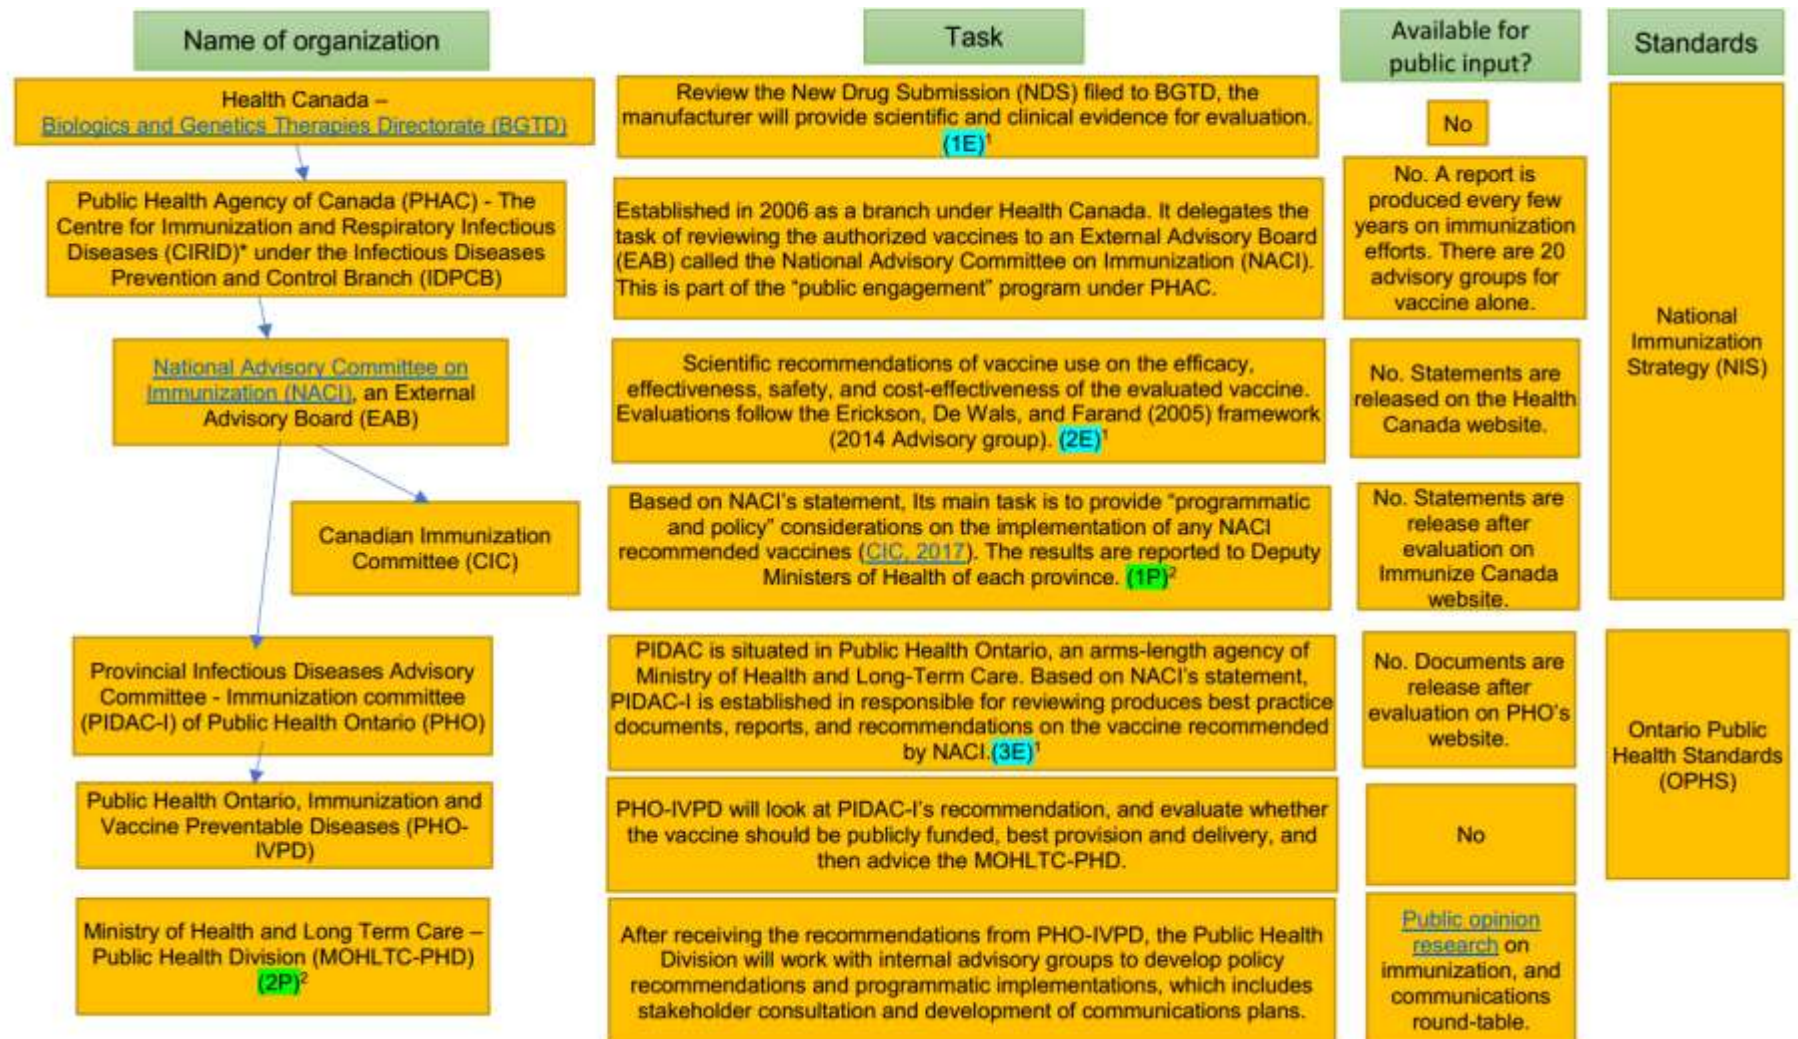 Name of organization
Task
Available for
public input?
Standards
Health Canada –
Biologics and Genetics Therapies Directorate (BGTD)
Review the New Drug Submission (NDS) filed to BGTD, the
manufacturer will provide scientific and clinical evidence for evaluation.
(1E)¹
No
Public Health Agency of Canada (PHAC) - The
Centre for Immunization and Respiratory Infectious
Diseases (CIRID)* under the Infectious Diseases
Prevention and Control Branch (IDPCB)
Established in 2006 as a branch under Health Canada. It delegates the
task of reviewing the authorized vaccines to an External Advisory Board
(EAB) called the National Advisory Committee on Immunization (NACI).
This is part of the “public engagement” program under PHAC.
No. A report is
produced every few
years on immunization
efforts. There are 20
advisory groups for
vaccine alone.
National
Immunization
Strategy (NIS)
National Advisory Committee on
Immunization (NACI), an External
Advisory Board (EAB)
Scientific recommendations of vaccine use on the efficacy,
effectiveness, safety, and cost-effectiveness of the evaluated vaccine.
Evaluations follow the Erickson, De Wals, and Farand (2005) framework
(2014 Advisory group). (2E)¹
No. Statements are
released on the Health
Canada website.
Canadian Immunization
Committee (CIC)
Based on NACI’s statement, Its main task is to provide “programmatic
and policy” considerations on the implementation of any NACI
recommended vaccines (CIC, 2017). The results are reported to Deputy
Ministers of Health of each province. (1P)²
No. Statements are
release after
evaluation on
Immunize Canada
website.
Provincial Infectious Diseases Advisory
Committee - Immunization committee
(PIDAC-I) of Public Health Ontario (PHO)
PIDAC is situated in Public Health Ontario, an arms-length agency of
Ministry of Health and Long-Term Care. Based on NACI’s statement,
PIDAC-I is established in responsible for reviewing produces best practice
documents, reports, and recommendations on the vaccine recommended
by NACI.(3E)¹
No. Documents are
release after
evaluation on PHO’s
website.
Ontario Public
Health Standards
(OPHS)
Public Health Ontario, Immunization and
Vaccine Preventable Diseases (PHO-
IVPD)
PHO-IVPD will look at PIDAC-I’s recommendation, and evaluate whether
the vaccine should be publicly funded, best provision and delivery, and
then advice the MOHLTC-PHD.
No
Ministry of Health and Long Term Care –
Public Health Division (MOHLTC-PHD)
(2P)²
After receiving the recommendations from PHO-IVPD, the Public Health
Division will work with internal advisory groups to develop policy
recommendations and programmatic implementations, which includes
stakeholder consultation and development of communications plans.
Public opinion
research on
immunization, and
communications
round-table.